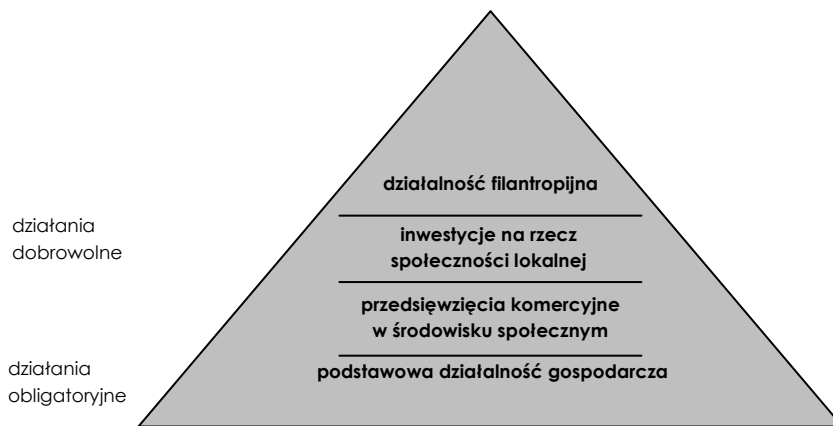 działalność filantropijna
działania
dobrowolne
inwestycje na rzecz
społeczności lokalnej
przedsięwzięcia komercyjne
w środowisku społecznym
działania
obligatoryjne
podstawowa działalność gospodarcza